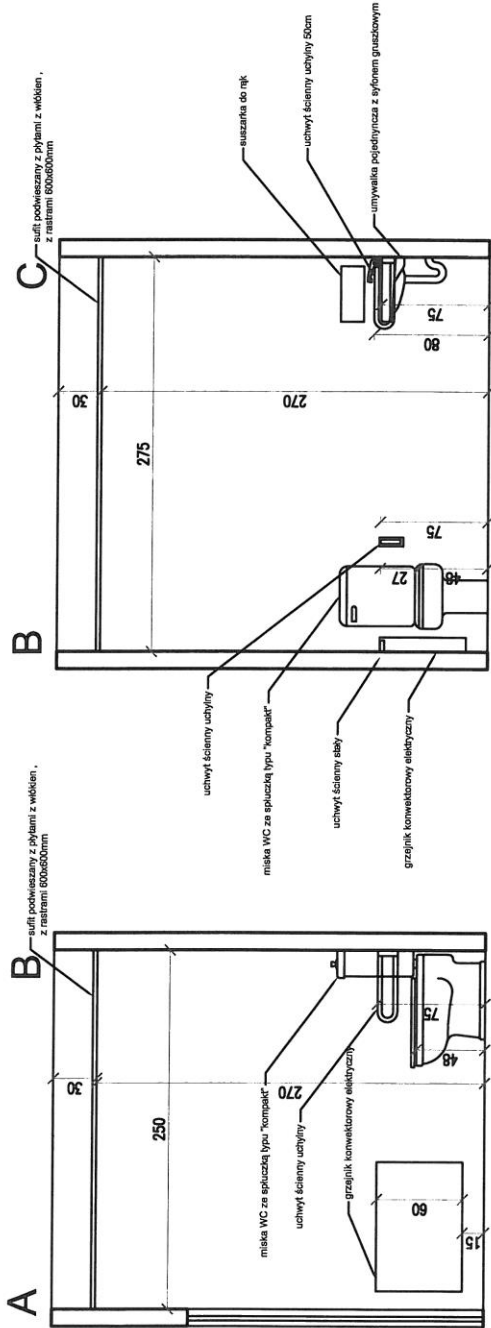 A
B
sufit podwieszany z płytami z włókien ,
z rastrami 600x600mm
30
250
270
miska WC ze spłuczką typu "kompakt"
uchwyt ścienny uchylny
grzejnik konwektorowy elektryczny
60
15
75
48
B
C
sufit podwieszany z płytami z włókien ,
z rastrami 600x600mm
30
275
270
uchwyt ścienny uchylny
miska WC ze spłuczką typu "kompakt"
uchwyt ścienny stały
grzejnik konwektorowy elektryczny
27
48
75
suszarka do rąk
uchwyt ścienny uchylny 50cm
umywalka pojedyncza z syfonem gruszkowym
80
75